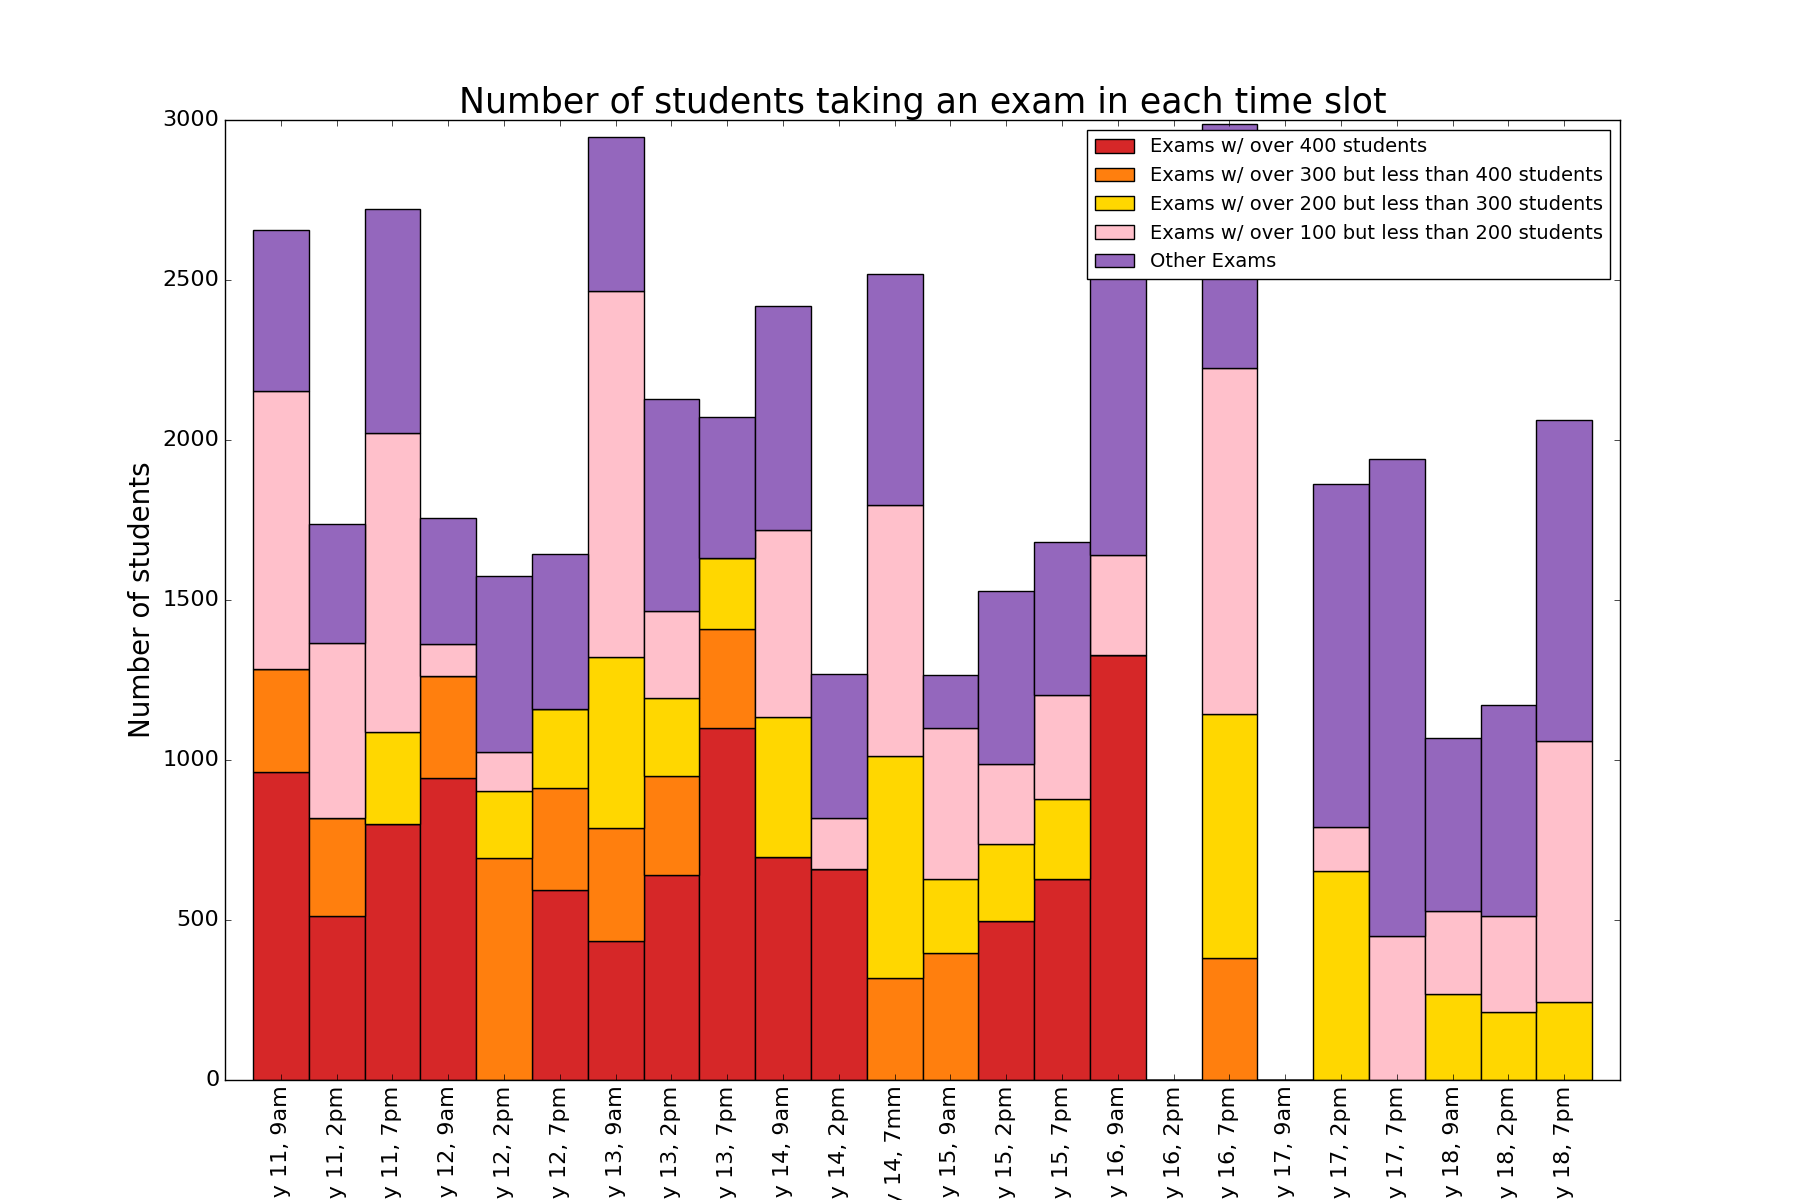 Number of students taking an exam in each time slot
3000
2500
2000
1500
1000
500
0
Number of students
Exams w/ over 400 students
Exams w/ over 300 but less than 400 students
Exams w/ over 200 but less than 300 students
Exams w/ over 100 but less than 200 students
Other Exams
y 11, 9am
y 11, 2pm
y 11, 7pm
y 12, 9am
y 12, 2pm
y 12, 7pm
y 13, 9am
y 13, 2pm
y 13, 7pm
y 14, 9am
y 14, 2pm
y 14, 7mm
y 15, 9am
y 15, 2pm
y 15, 7pm
y 16, 9am
y 16, 2pm
y 16, 7pm
y 17, 9am
y 17, 2pm
y 17, 7pm
y 18, 9am
y 18, 2pm
y 18, 7pm